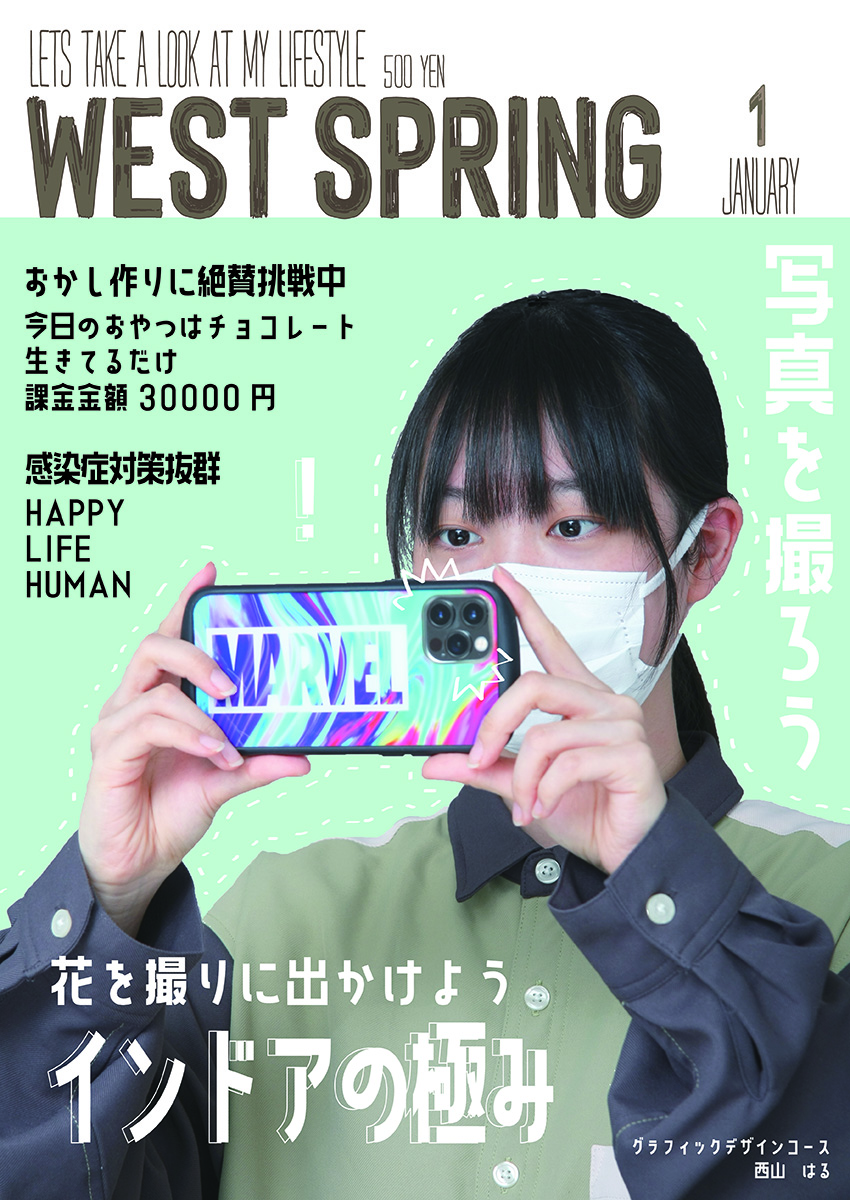 LETS TAKE A LOOK AT MY LIFESTYLE 500 YEN
WEST SPRING
1
JANUARY
写真を撮ろう
おかし作りに絶賛挑戦中
今日のおやつはチョコレート
生きてるだけ
課金金額 30000 円
感染症対策抜群
HAPPY
LIFE
HUMAN
!
MARVEL
花を撮りに出かけよう
インドアの極み
グラフィックデザインコース
西山 はる